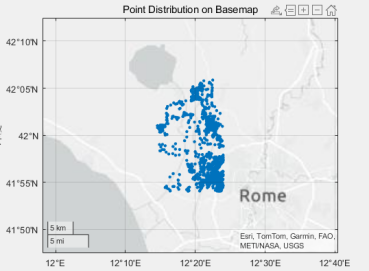 Point Distribution on Basemap
42°10'N
42°05'N
42°N
41°55'N
41°50'N
Rome
5 km
5 mi
Esri, TomTom, Garmin, FAO,
METI/NASA, USGS
12°E
12°10'E
12°20'E
12°30'E
12°40'E